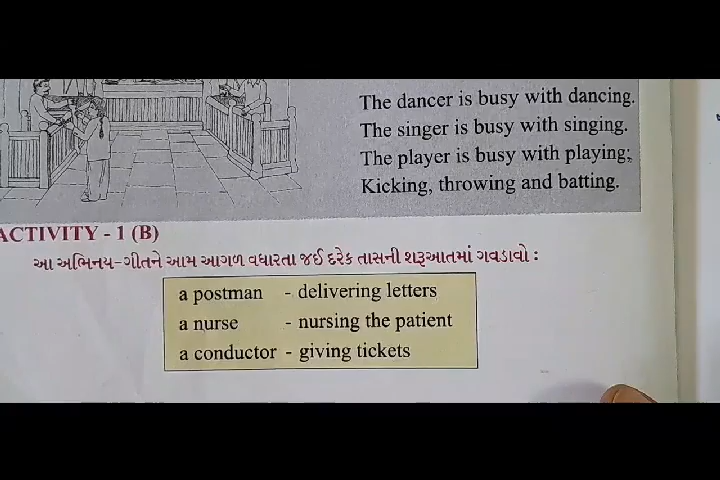 The dancer is busy with dancing.
The singer is busy with singing.
The player is busy with playing;
Kicking, throwing and batting.
ACTIVITY - 1 (B)
આ અભિનય-ગીતને આમ આગળ વધારતા જઈ દરેક તાસની શરૂઆતમાં ગવડાવો :
a postman - delivering letters
a nurse - nursing the patient
a conductor - giving tickets